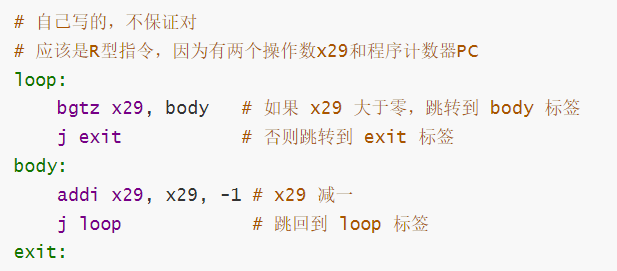 # 自己写的，不保证对
# 应该是R型指令，因为有两个操作数x29和程序计数器PC
loop:
    bgtz x29, body   # 如果 x29 大于零，跳转到 body 标签
    j exit           # 否则跳转到 exit 标签
body:
    addi x29, x29, -1 # x29 减一
    j loop            # 跳回到 loop 标签
exit: